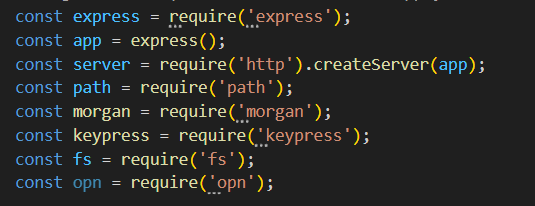 const express = require('express');
const app = express();
const server = require('http').createServer(app);
const path = require('path');
const morgan = require('morgan');
const keypress = require('keypress');
const fs = require('fs');
const opn = require('opn');